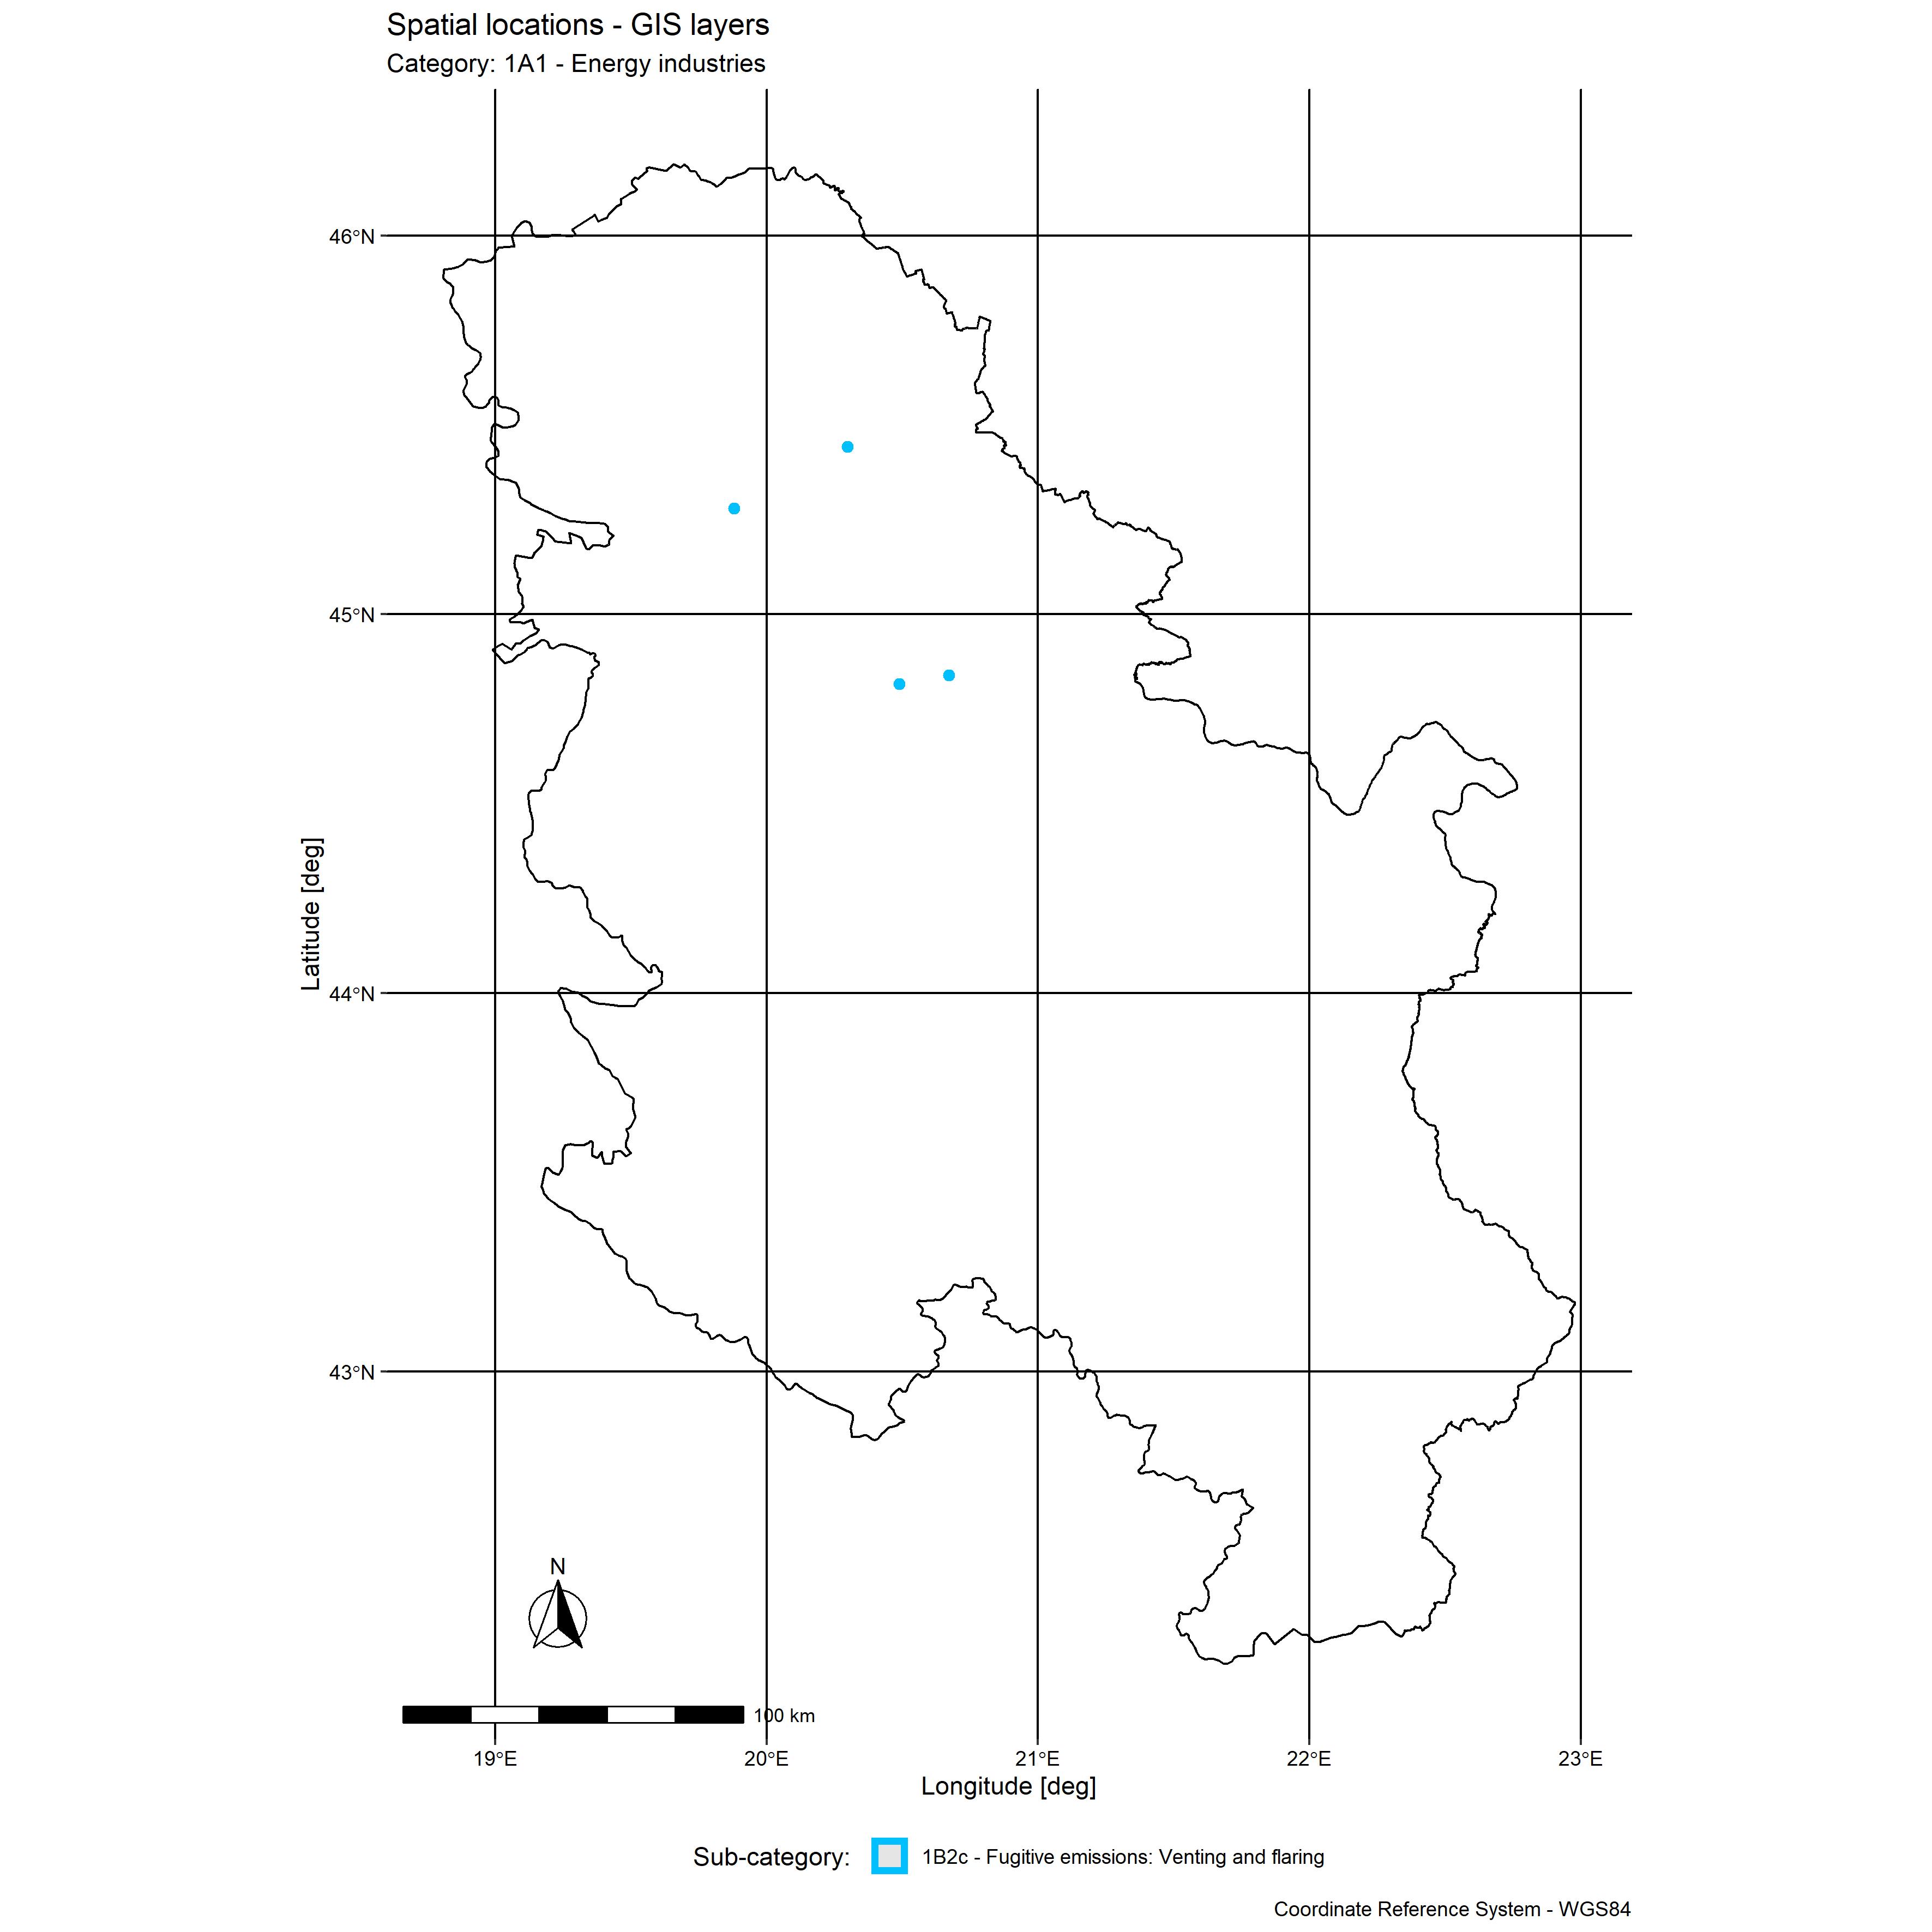 Spatial locations - GIS layers
Category: 1A1 - Energy industries
46°N
45°N
44°N
43°N
Latitude [deg]
N
100 km
19°E 20°E 21°E 22°E 23°E
Longitude [deg]
Sub-category: 1B2c - Fugitive emissions: Venting and flaring
Coordinate Reference System - WGS84